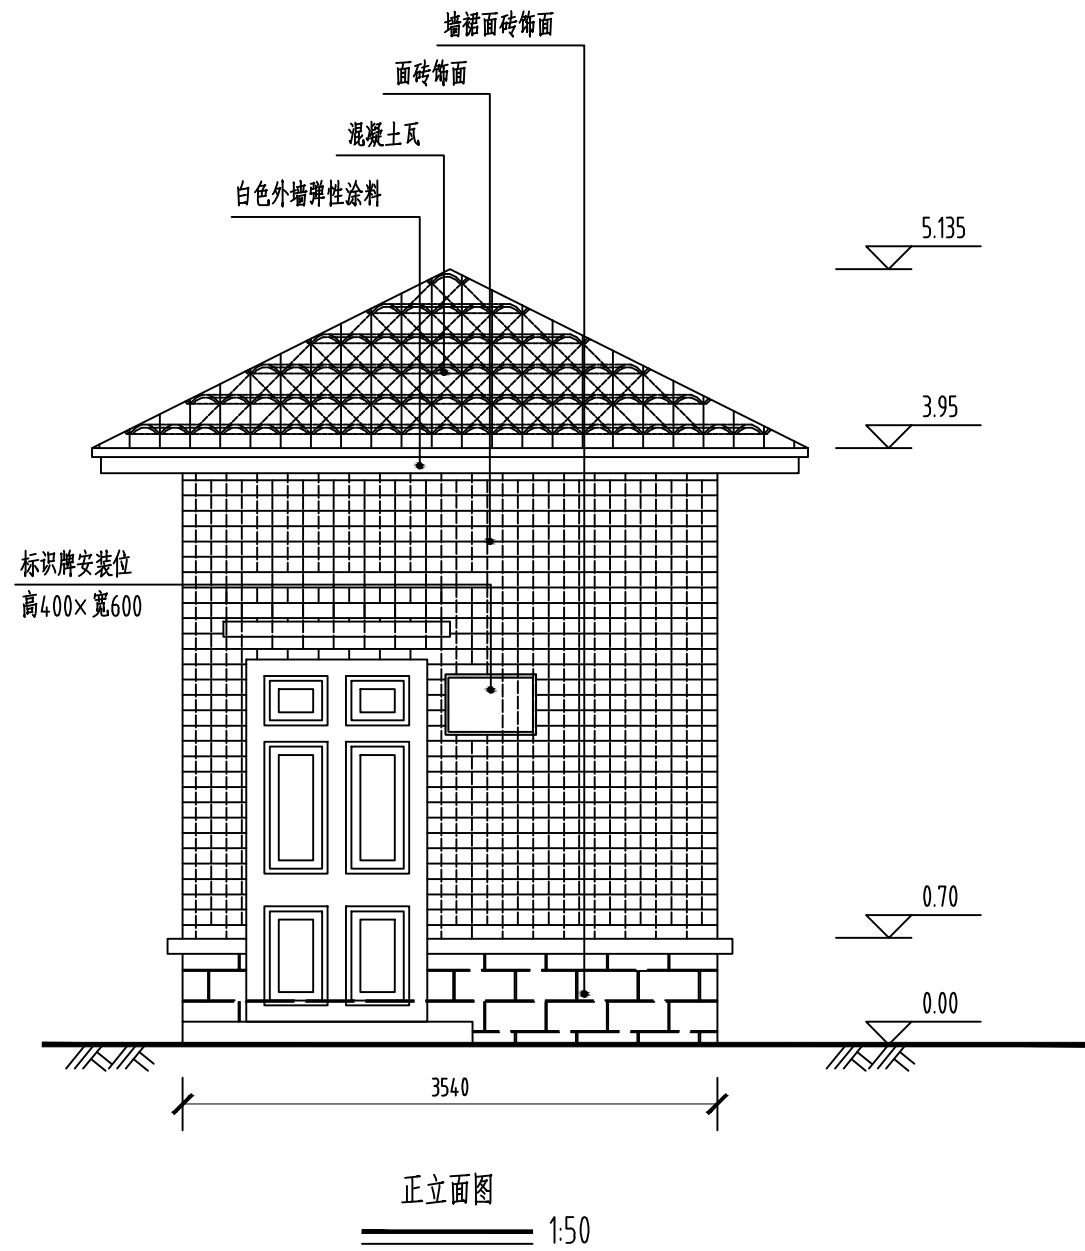 墙裙面砖饰面
面砖饰面
混凝土瓦
白色外墙弹性涂料
5.135
3.95
标识牌安装位
高400×宽600
0.70
0.00
3540
正立面图
1:50